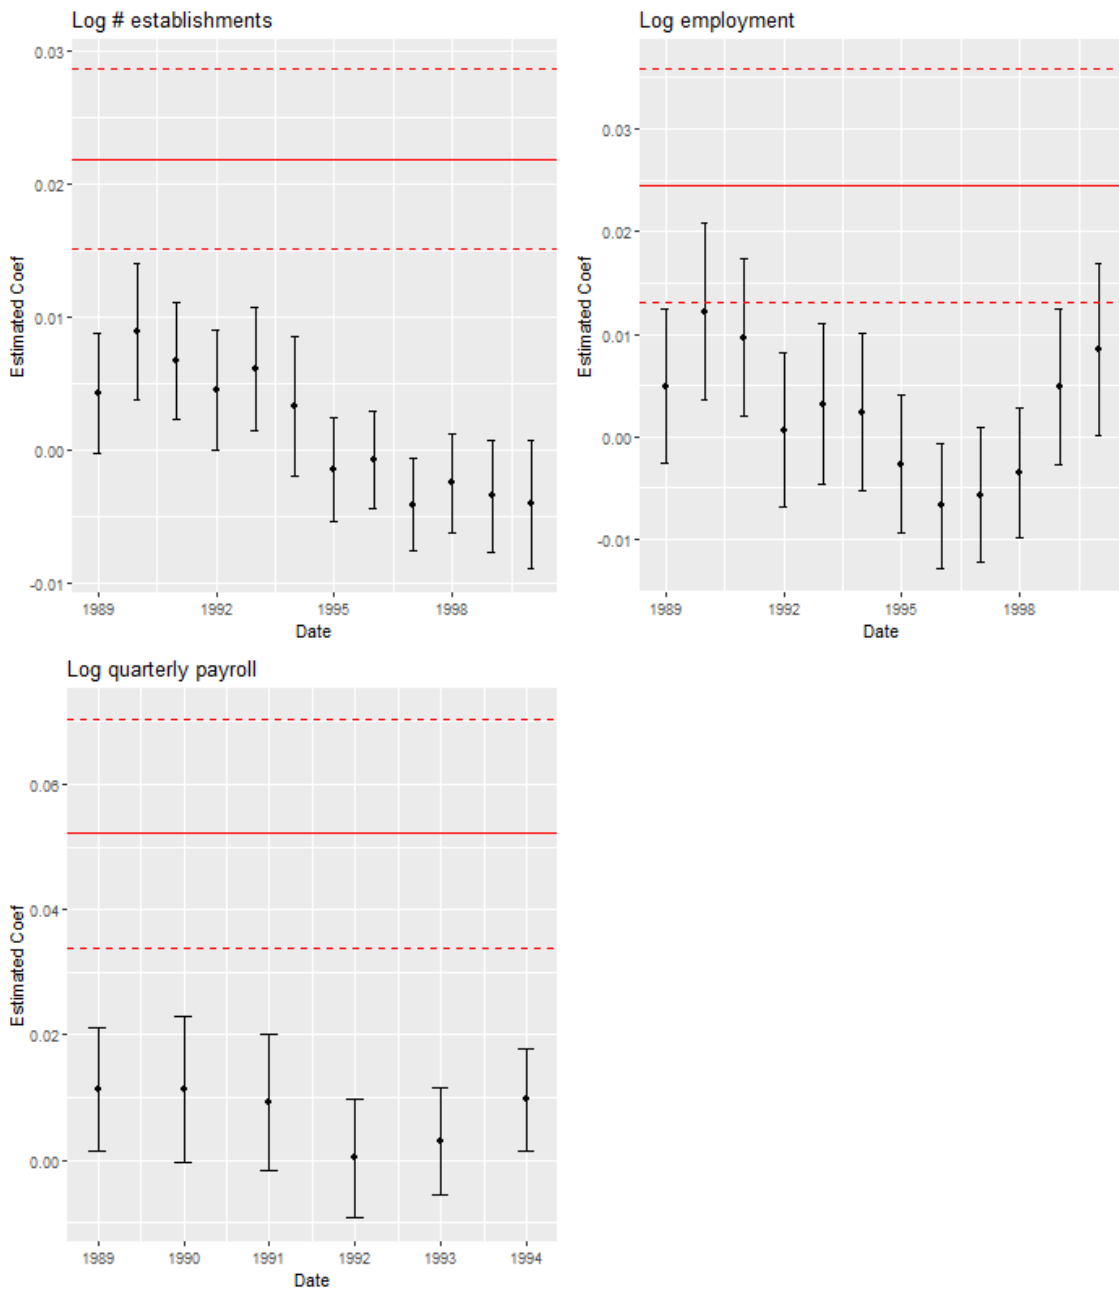 Log # establishments
0.03
0.02
0.01
0.00
-0.01
Estimated Coef
1989 1992 1995 1998
Date
Log employment
0.03
0.02
0.01
0.00
-0.01
Estimated Coef
1989 1992 1995 1998
Date
Log quarterly payroll
0.06
0.04
0.02
0.00
Estimated Coef
1989 1990 1991 1992 1993 1994
Date